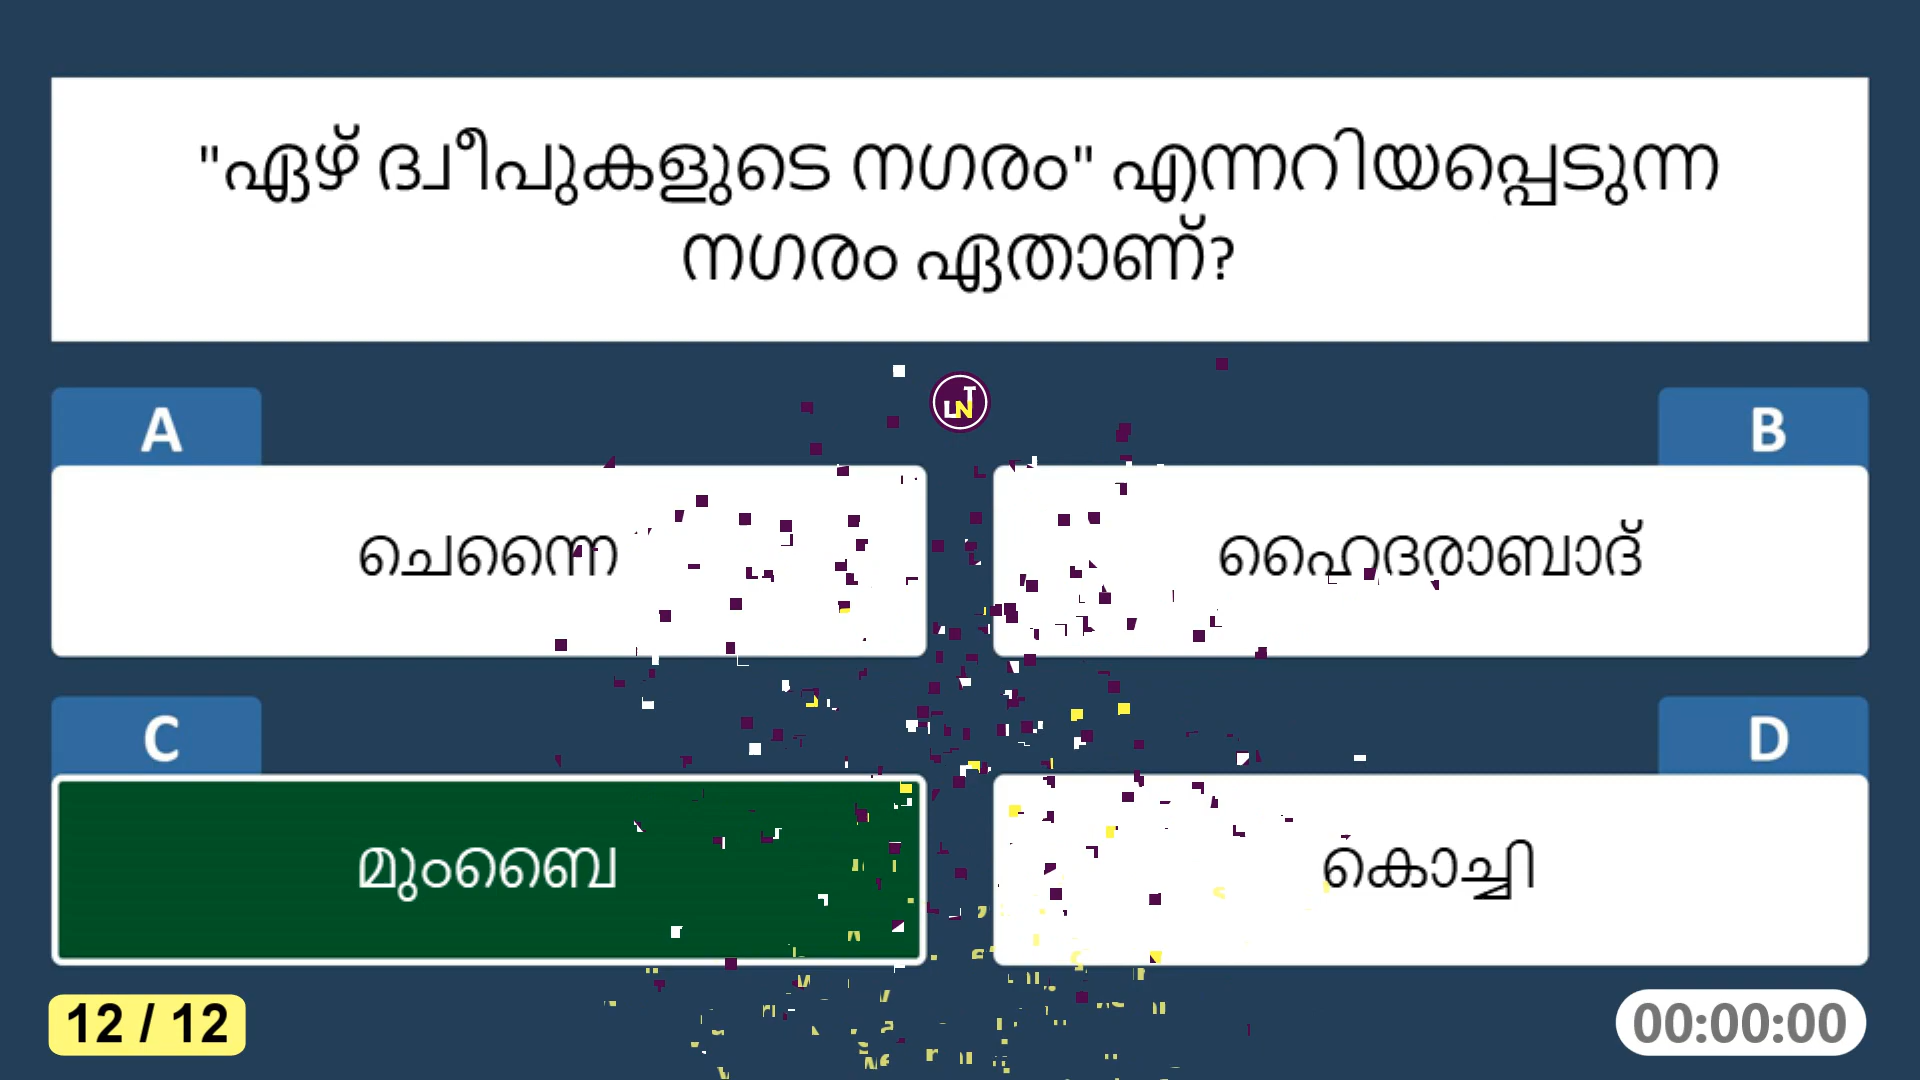 "ഏഴ് ദ്വീപുകളുടെ നഗരം" എന്നറിയപ്പെടുന്ന
നഗരം ഏതാണ്?
A
B
ചെന്നൈ
ഹൈദരാബാദ്
C
D
മുംബൈ
കൊച്ചി
12 / 12
00:00:00